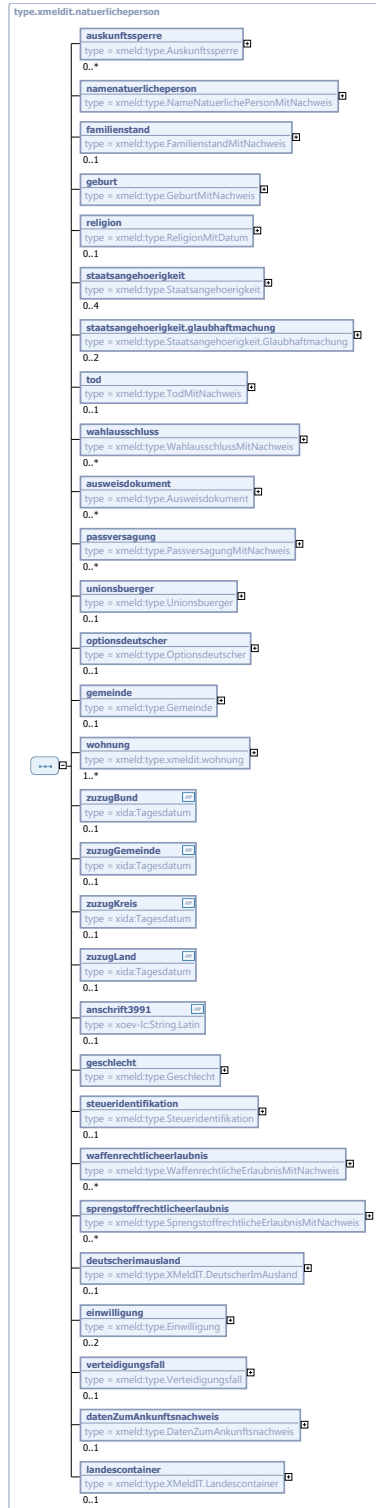 type.xmeldit.natuerlicheperson
auskunftssperre
type = xmeld:type.Auskunftssperre
0..*
namenatuerlicheperson
type = xmeld:type.NameNatuerlichePersonMitNachweis
familienstand
type = xmeld:type.FamilienstandMitNachweis
0..1
geburt
type = xmeld:type.GeburtMitNachweis
religion
type = xmeld:type.ReligionMitDatum
0..1
staatsangehoerigkeit
type = xmeld:type.Staatsangehoerigkeit
0..4
staatsangehoerigkeit.glaubhaftmachung
type = xmeld:type.Staatsangehoerigkeit.Glaubhaftmachung
0..2
tod
type = xmeld:type.TodMitNachweis
0..1
wahlausschluss
type = xmeld:type.WahlausschlussMitNachweis
0..*
ausweisdokument
type = xmeld:type.Ausweisdokument
0..*
passversagung
type = xmeld:type.PassversagungMitNachweis
0..*
unionsbuerger
type = xmeld:type.Unionsbuerger
0..1
optionsdeutscher
type = xmeld:type.Optionsdeutscher
0..1
gemeinde
type = xmeld:type.Gemeinde
0..1
wohnung
type = xmeld:type.xmeldit.wohnung
1..*
zuzugBund
type = xida:Tagesdatum
0..1
zuzugGemeinde
type = xida:Tagesdatum
0..1
zuzugKreis
type = xida:Tagesdatum
0..1
zuzugLand
type = xida:Tagesdatum
0..1
anschrift3991
type = xoev-lc:String.Latin
0..1
geschlecht
type = xmeld:type.Geschlecht
steueridentifikation
type = xmeld:type.Steueridentifikation
0..1
waffenrechtlicheerlaubnis
type = xmeld:type.WaffenrechtlicheErlaubnisMitNachweis
0..*
sprengstoffrechtlicheerlaubnis
type = xmeld:type.SprengstoffrechtlicheErlaubnisMitNachweis
0..*
deutscherimausland
type = xmeld:type.XMeldIT.DeutscherImAusland
0..1
einwilligung
type = xmeld:type.Einwilligung
0..2
verteidigungsfall
type = xmeld:type.Verteidigungsfall
0..1
datenZumAnkunftsnachweis
type = xmeld:type.DatenZumAnkunftsnachweis
0..1
landescontainer
type = xmeld:type.XMeldIT.Landescontainer
0..1